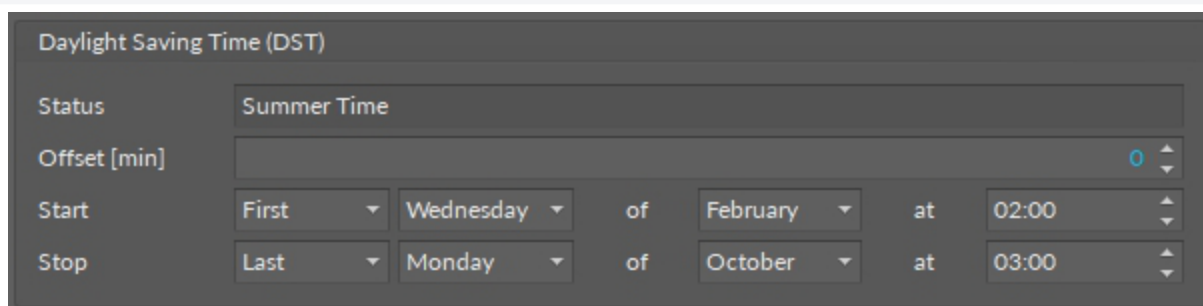 Daylight Saving Time (DST)
Status Summer Time
Offset [min] 0
Start First Wednesday of February at 02:00
Stop Last Monday of October at 03:00